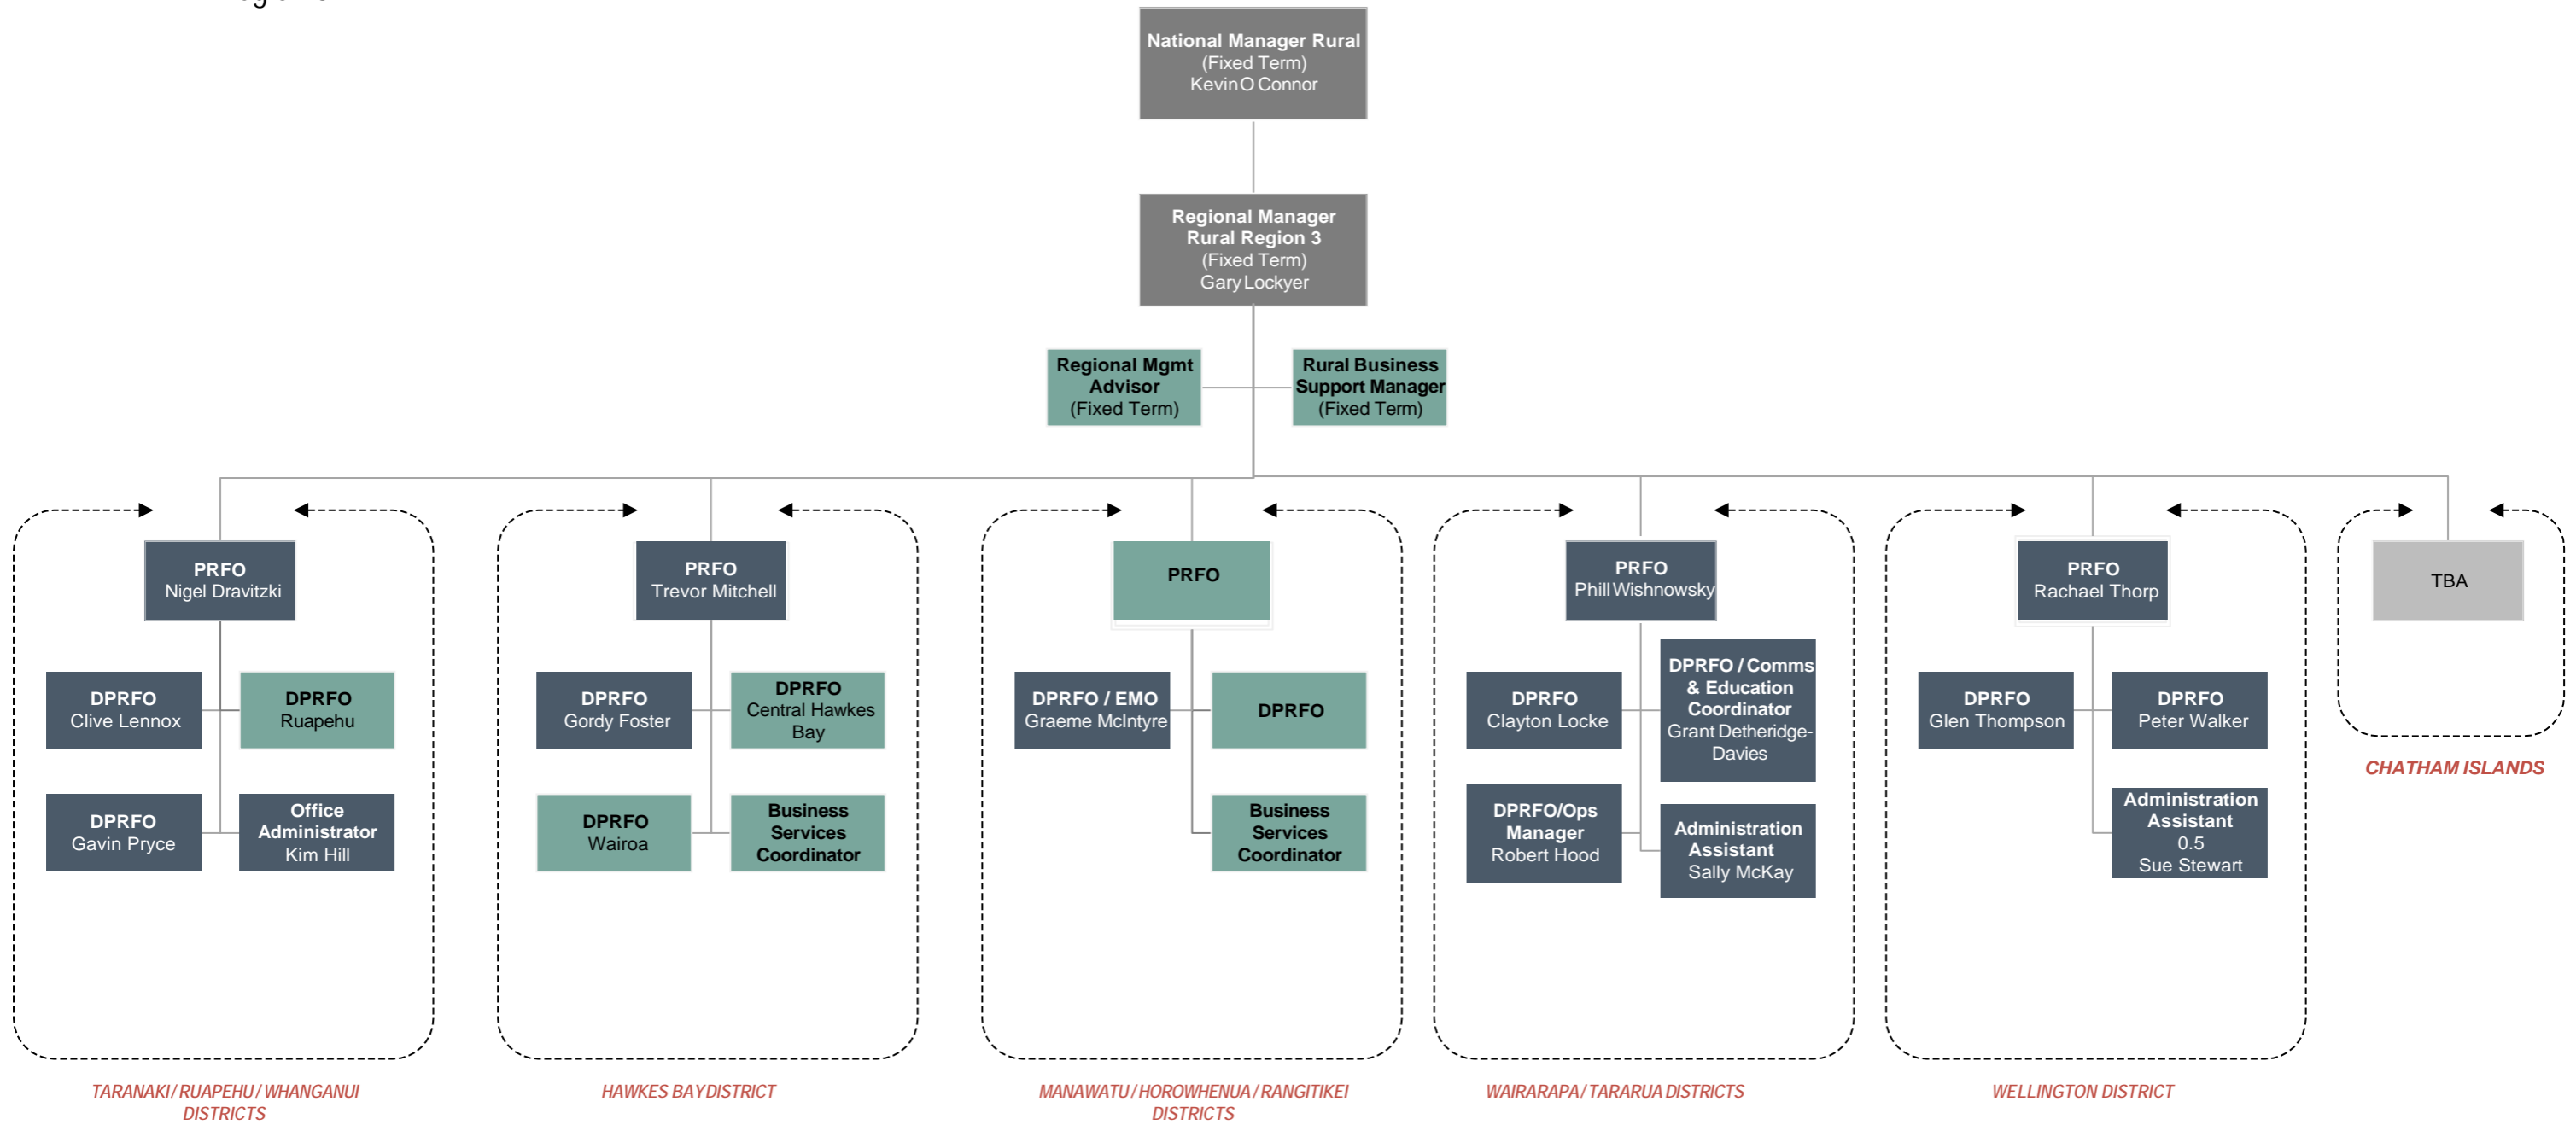 National Manager Rural
(Fixed Term)
Kevin O Connor
Regional Manager
Rural Region 3
(Fixed Term)
Gary Lockyer
Regional Mgmt
Advisor
(Fixed Term)
Rural Business
Support Manager
(Fixed Term)
PRFO
Nigel Dravitzki
DPRFO
Clive Lennox
DPRFO
Ruapehu
DPRFO
Gavin Pryce
Office
Administrator
Kim Hill
TARANAKI / RUAPEHU / WHANGANUI
DISTRICTS
PRFO
Trevor Mitchell
DPRFO
Gordy Foster
DPRFO
Central Hawkes
Bay
DPRFO
Wairoa
Business
Services
Coordinator
HAWKES BAY DISTRICT
PRFO
DPRFO / EMO
Graeme McIntyre
DPRFO
Business
Services
Coordinator
MANAWATU / HOROWHENUA / RANGITIKEI
DISTRICTS
PRFO
Phill Wishnowsky
DPRFO
Clayton Locke
DPRFO / Comms
& Education
Coordinator
Grant Detheridge-
Davies
DPRFO/Ops
Manager
Robert Hood
Administration
Assistant
Sally McKay
WAIRARAPA / TARARUA DISTRICTS
PRFO
Rachael Thorp
DPRFO
Glen Thompson
DPRFO
Peter Walker
Administration
Assistant
0.5
Sue Stewart
WELLINGTON DISTRICT
TBA
CHATHAM ISLANDS